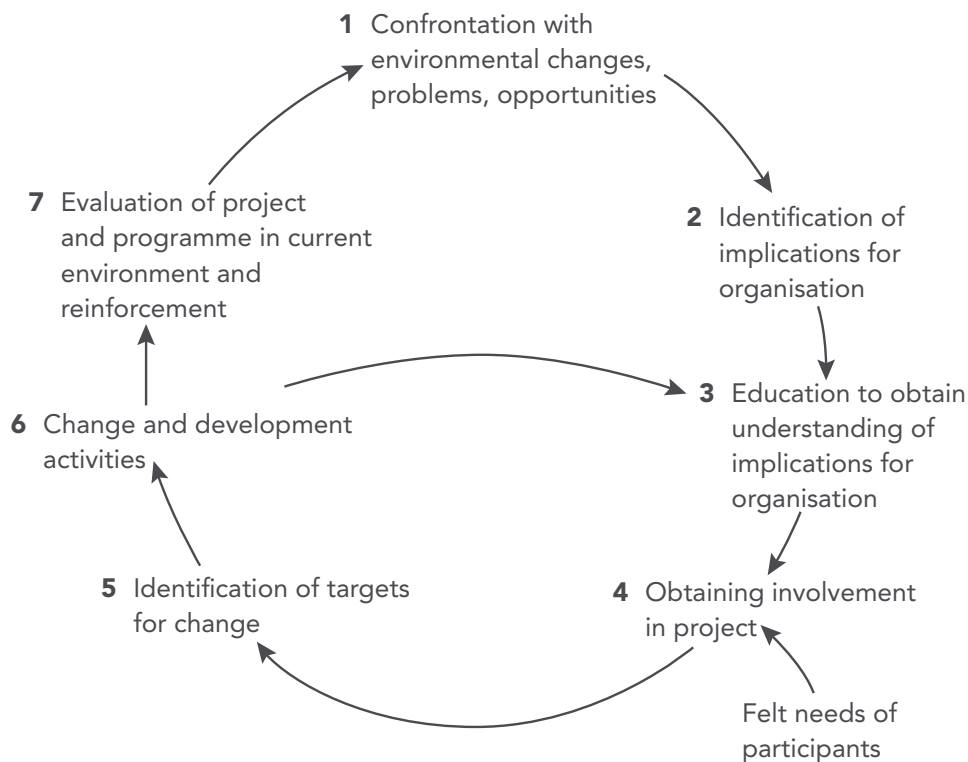 1 Confrontation with
environmental changes,
problems, opportunities
2 Identification of
implications for
organisation
3 Education to obtain
understanding of
implications for
organisation
4 Obtaining involvement
in project
Felt needs of
participants
5 Identification of targets
for change
6 Change and development
activities
7 Evaluation of project
and programme in current
environment and
reinforcement